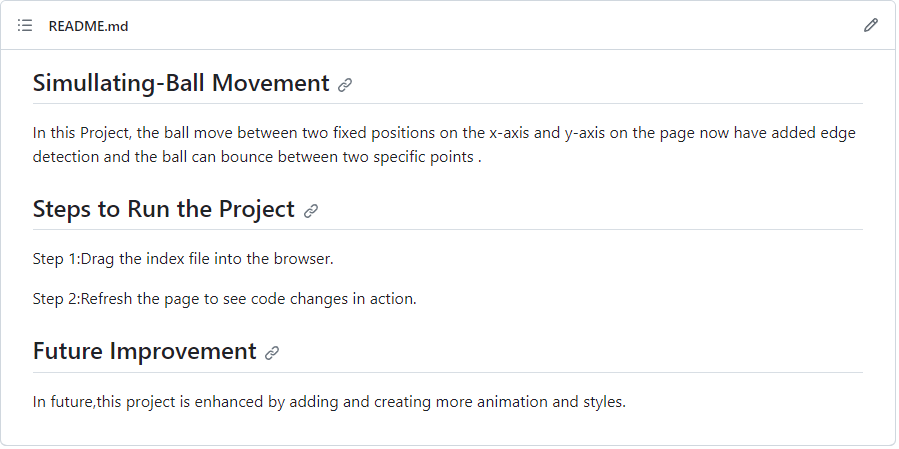 README.md
Simullating-Ball Movement
In this Project, the ball move between two fixed positions on the x-axis and y-axis on the page now have added edge
detection and the ball can bounce between two specific points .
Steps to Run the Project
Step 1:Drag the index file into the browser.
Step 2:Refresh the page to see code changes in action.
Future Improvement
In future,this project is enhanced by adding and creating more animation and styles.